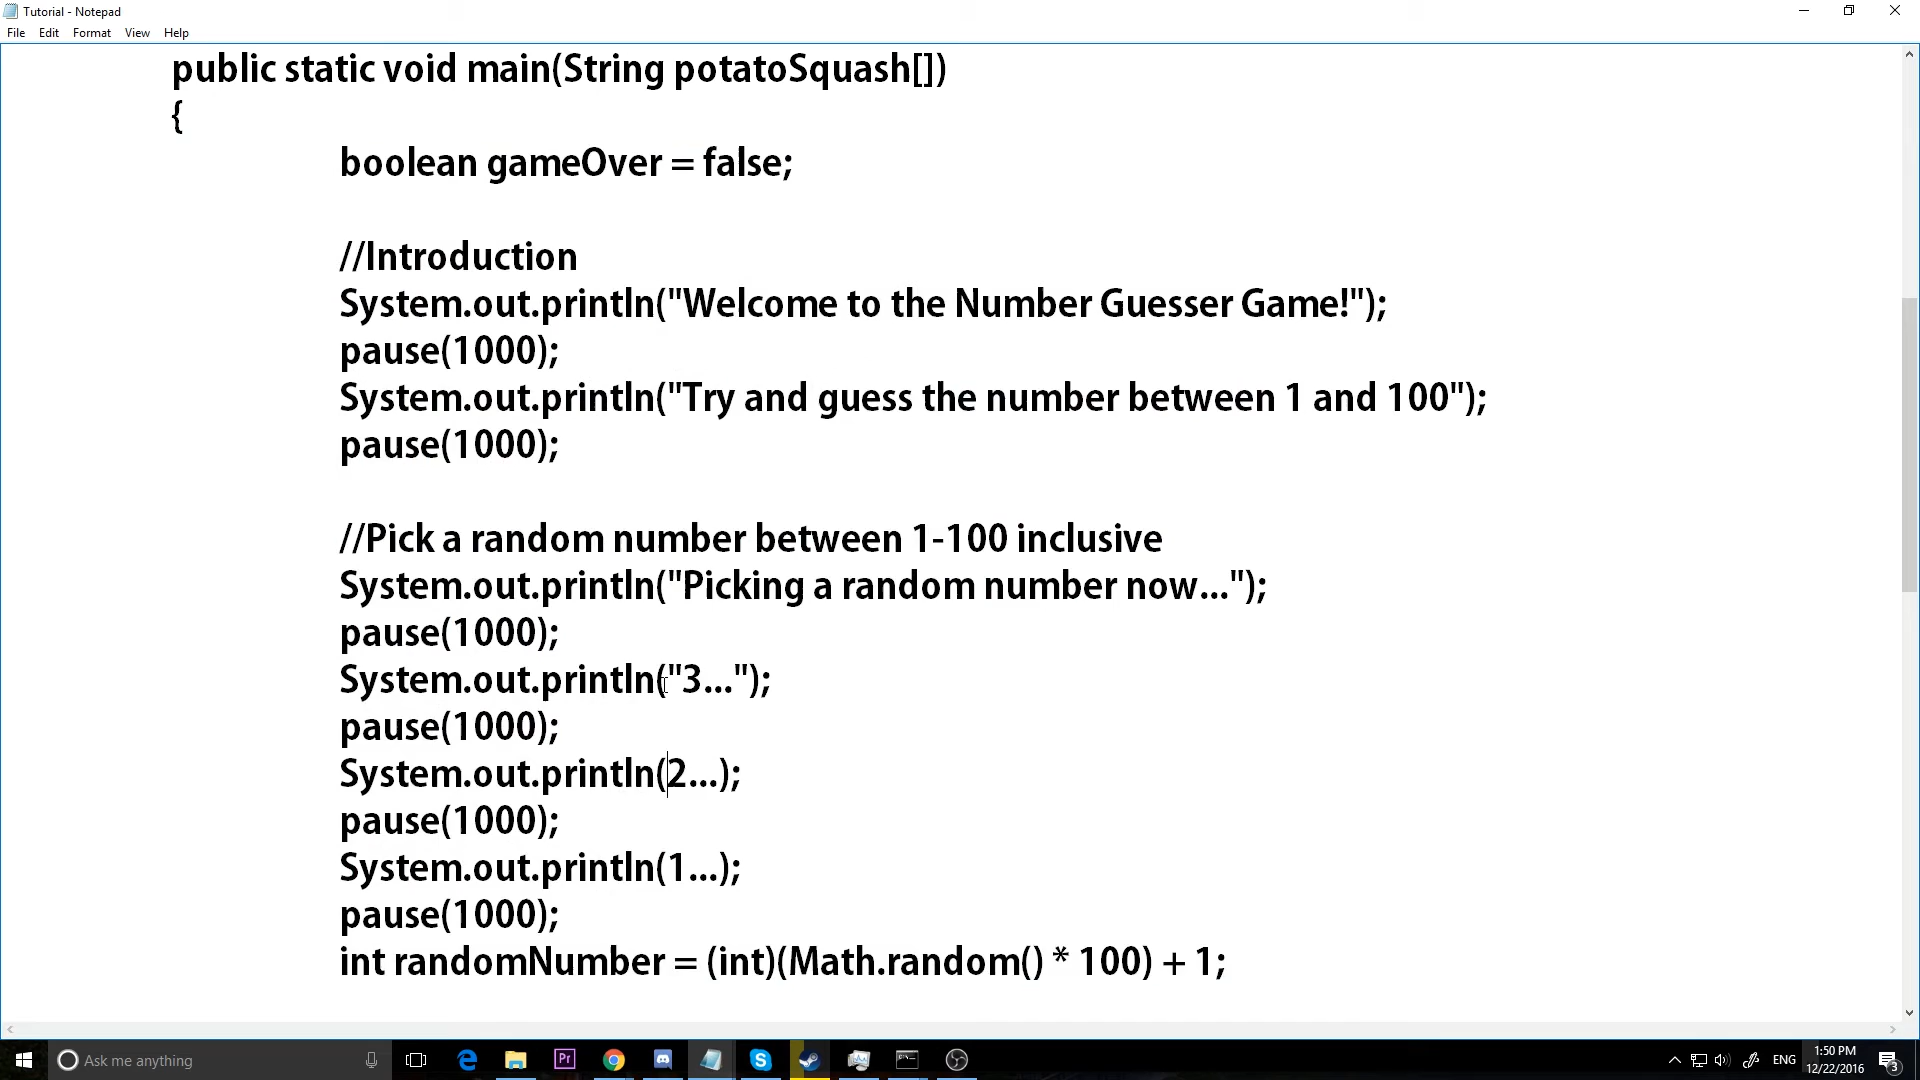 Tutorial - Notepad
File Edit Format View Help
public static void main(String potatoSquash[])
{
boolean gameOver = false;
//Introduction
System.out.println("Welcome to the Number Guesser Game!");
pause(1000);
System.out.println("Try and guess the number between 1 and 100");
pause(1000);
//Pick a random number between 1-100 inclusive
System.out.println("Picking a random number now...");
pause(1000);
System.out.println("3...");
pause(1000);
System.out.println(2...);
pause(1000);
System.out.println(1...);
pause(1000);
int randomNumber = (int)(Math.random() * 100) + 1;
Ask me anything
Pr
ENG
1:50 PM
12/22/2016
3